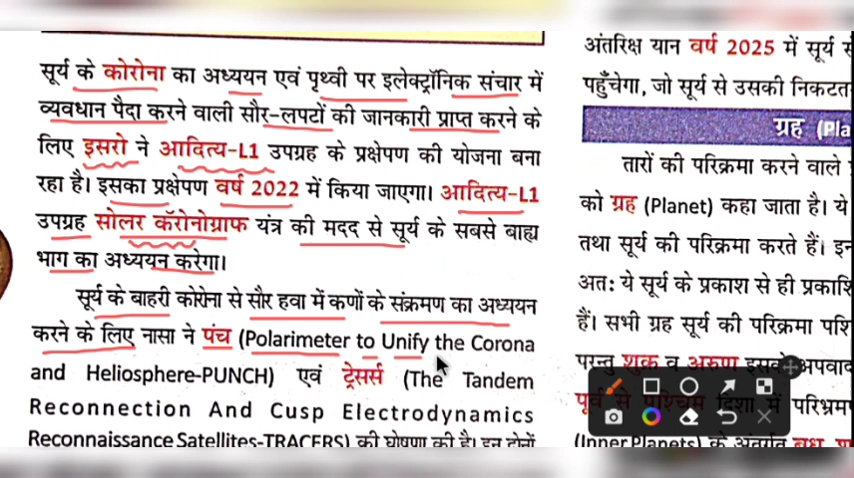 सूर्य के कोरोना का अध्ययन एवं पृथ्वी पर इलेक्ट्रॉनिक संचार में
व्यवधान पैदा करने वाली सौर-लपटों की जानकारी प्राप्त करने के
लिए इसरो ने आदित्य-L1 उपग्रह के प्रक्षेपण की योजना बना
रहा है। इसका प्रक्षेपण वर्ष 2022 में किया जाएगा। आदित्य-L1
उपग्रह सोलर कॅरोनोग्राफ यंत्र की मदद से सूर्य के सबसे बाह्य
भाग का अध्ययन करेगा।
सूर्य के बाहरी कोरोना से सौर हवा में कणों के संक्रमण का अध्ययन
करने के लिए नासा ने पंच (Polarimeter to Unify the Corona
and Heliosphere-PUNCH) एवं ट्रेसर्स (The Tandem
Reconnection And Cusp Electrodynamics
Reconnaissance Satellites-TRACERS) की घोषणा की है। इन दोनों
अंतरिक्ष यान वर्ष 2025 में सूर्य
पहुँचेगा, जो सूर्य से उसकी निकटत
ग्रह (Pla
तारों की परिक्रमा करने वाले
को ग्रह (Planet) कहा जाता है। ये
तथा सूर्य की परिक्रमा करते हैं। इन
अत: ये सूर्य के प्रकाश से ही प्रकाशि
हैं। सभी ग्रह सूर्य की परिक्रमा पशि
परन्तु शुक्र व अरुण इसके अपवाद
पूर्व से पश्चिम दिशा में परिभ्रम
(Inner Planets) के अंतर्गत बुध, शु